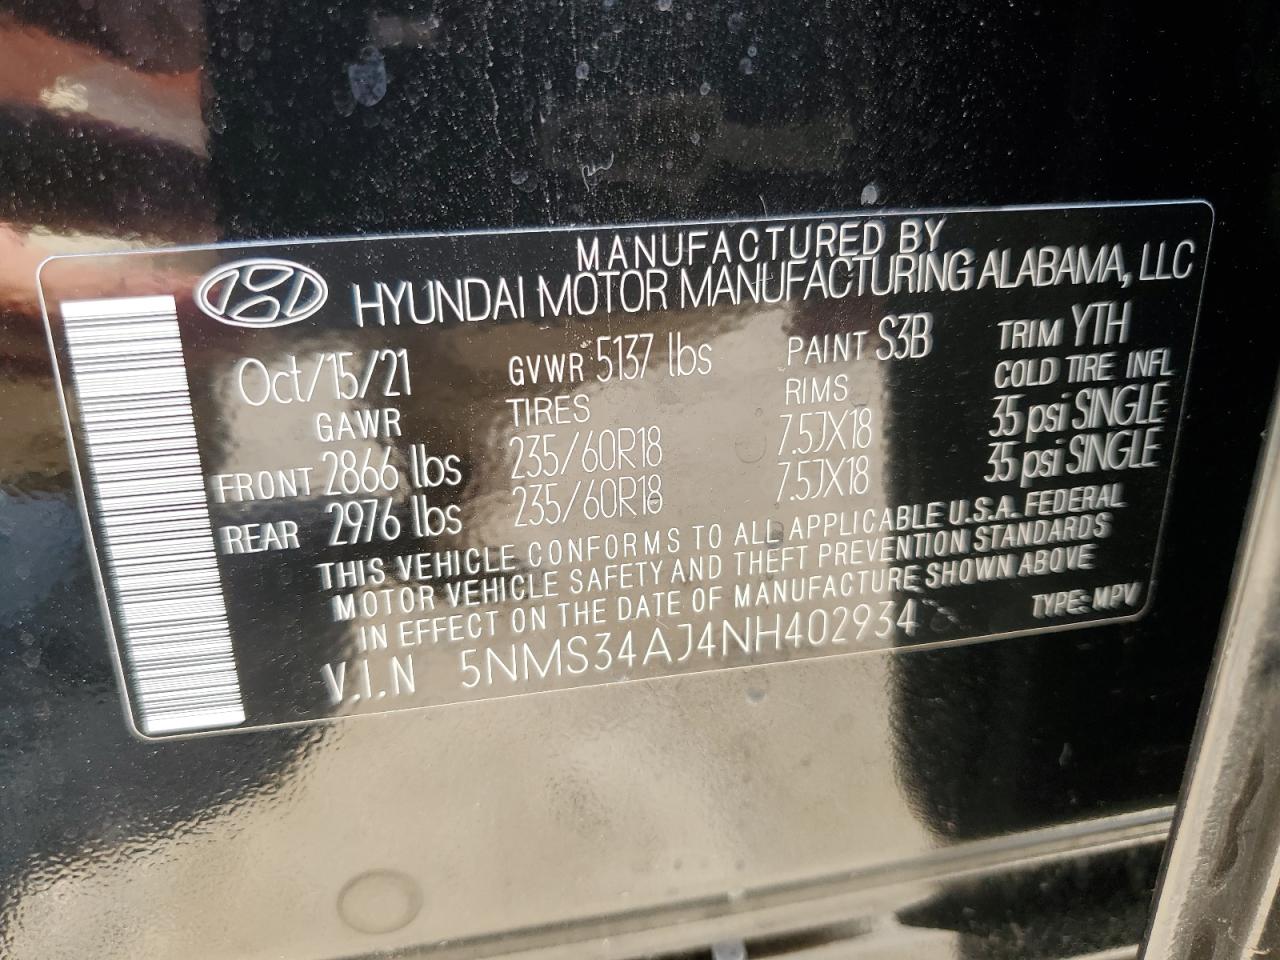 MANUFACTURED BY
HYUNDAI MOTOR MANUFACTURING ALABAMA, LLC
Oct/15/21 GVWR 5137 lbs PAINT S3B TRIM YTH
GAWR TIRES RIMS COLD TIRE INFL
FRONT 2866 lbs 235/60R18 7.5JX18 35 psi SINGLE
REAR 2976 lbs 235/60R18 7.5JX18 35 psi SINGLE
THIS VEHICLE CONFORMS TO ALL APPLICABLE U.S.A. FEDERAL
MOTOR VEHICLE SAFETY AND THEFT PREVENTION STANDARDS
IN EFFECT ON THE DATE OF MANUFACTURE SHOWN ABOVE
V.I.N 5NMS34AJ4NH402934 TYPE: MPV